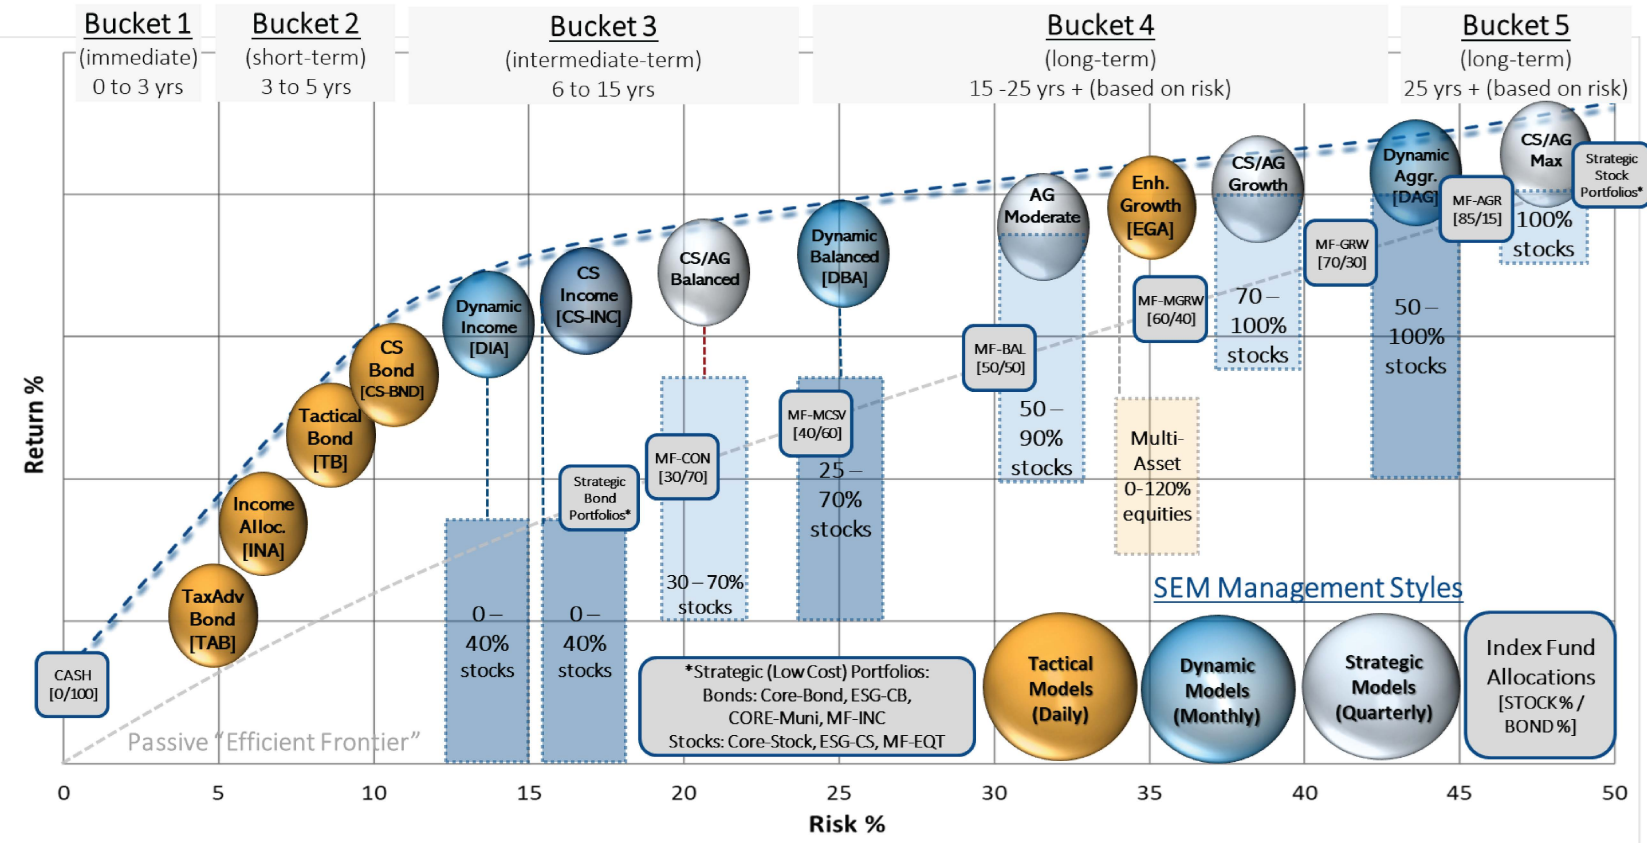 Bucket 1
(immediate)
0 to 3 yrs
Bucket 2
(short-term)
3 to 5 yrs
Bucket 3
(intermediate-term)
6 to 15 yrs
Bucket 4
(long-term)
15 -25 yrs + (based on risk)
Bucket 5
(long-term)
25 yrs + (based on risk)
Return %
CASH
[0/100]
TaxAdv
Bond
[TAB]
Income
Alloc.
[INA]
Tactical
Bond
[TB]
CS
Bond
[CS-BND]
Dynamic
Income
[DIA]
CS
Income
[CS-INC]
CS/AG
Balanced
Dynamic
Balanced
[DBA]
AG
Moderate
Enh.
Growth
[EGA]
CS/AG
Growth
Dynamic
Aggr.
[DAG]
CS/AG
Max
Strategic
Stock
Portfolios*
MF-AGR
[85/15]
100%
stocks
MF-GRW
[70/30]
MF-MGRW
[60/40]
70 –
100%
stocks
50 –
100%
stocks
MF-BAL
[50/50]
50 –
90%
stocks
Multi-
Asset
0-120%
equities
MF-MCSV
[40/60]
25 –
70%
stocks
MF-CON
[30/70]
30 – 70%
stocks
Strategic
Bond
Portfolios*
0 –
40%
stocks
0 –
40%
stocks
Passive “Efficient Frontier”
*Strategic (Low Cost) Portfolios:
Bonds: Core-Bond, ESG-CB,
CORE-Muni, MF-INC
Stocks: Core-Stock, ESG-CS, MF-EQT
SEM Management Styles
Tactical
Models
(Daily)
Dynamic
Models
(Monthly)
Strategic
Models
(Quarterly)
Index Fund
Allocations
[STOCK% /
BOND %]
0 5 10 15 20 25 30 35 40 45 50
Risk %